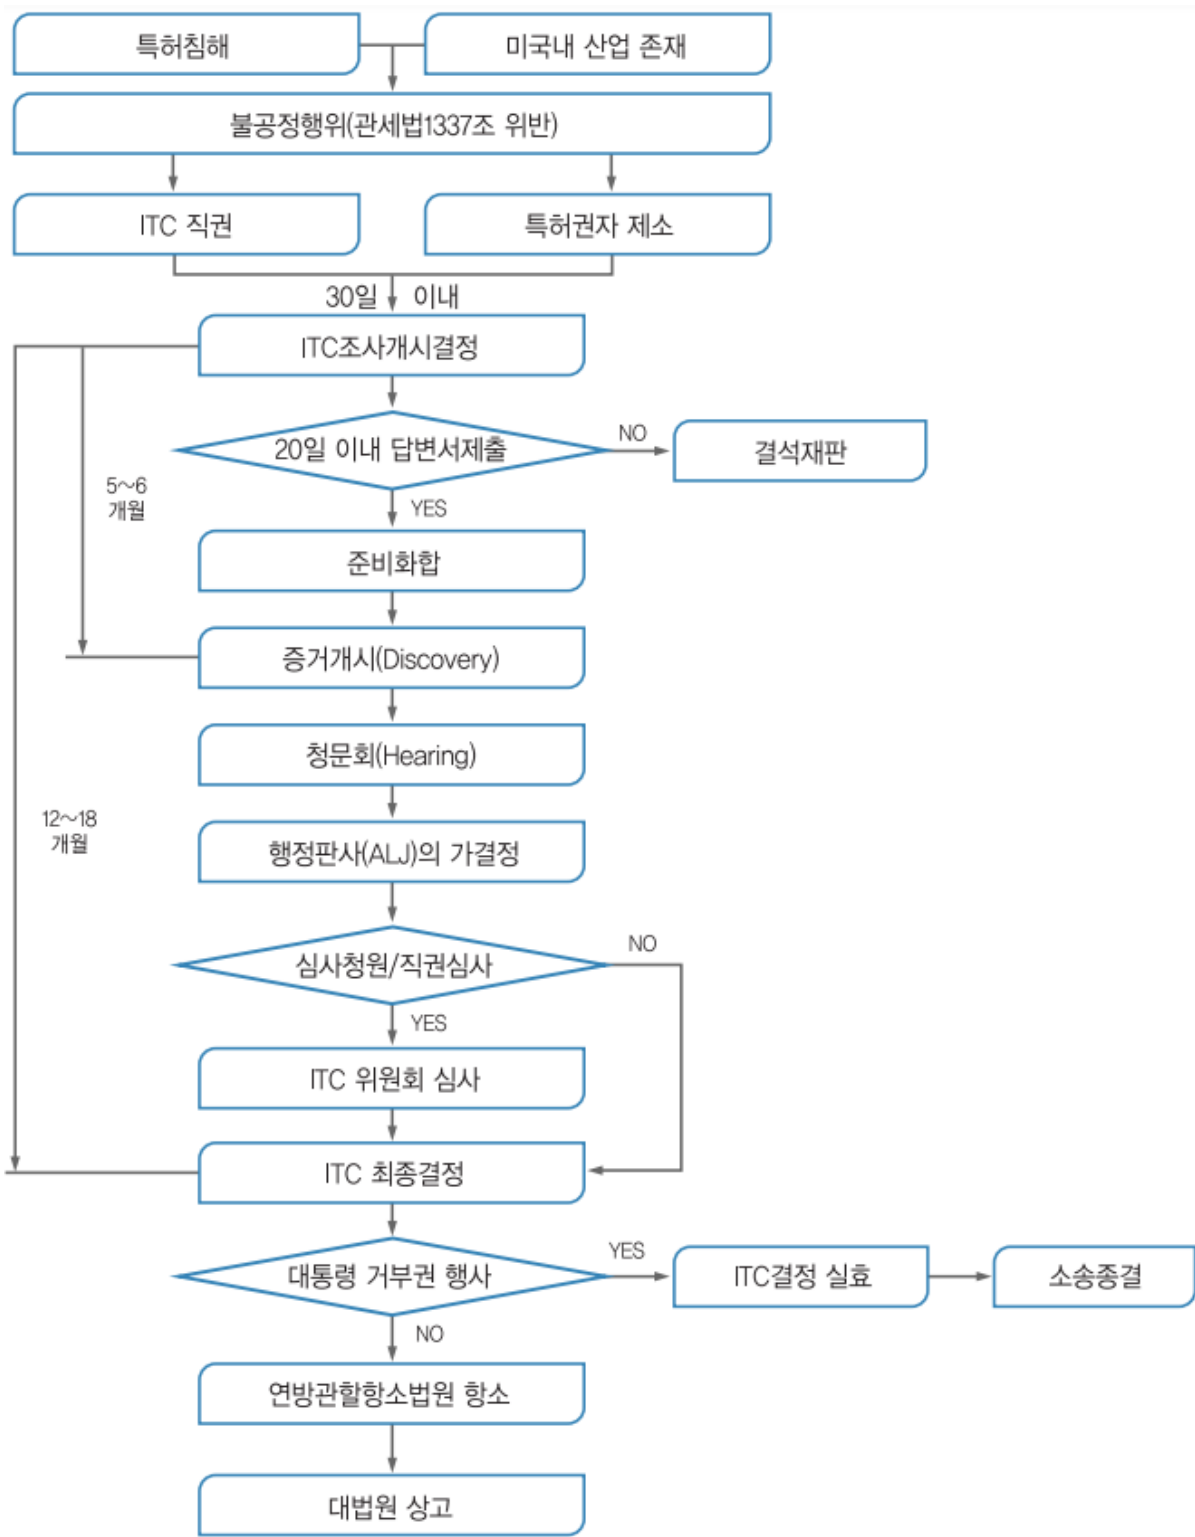 특허침해
미국내 산업 존재
불공정행위(관세법1337조 위반)
ITC 직권
특허권자 제소
30일 이내
ITC조사개시결정
20일 이내 답변서제출
NO
결석재판
5~6
개월
YES
준비화합
증거개시(Discovery)
청문회(Hearing)
12~18
개월
행정판사(ALJ)의 가결정
심사청원/직권심사
NO
YES
ITC 위원회 심사
ITC 최종결정
대통령 거부권 행사
YES
ITC결정 실효
소송종결
NO
연방관할항소법원 항소
대법원 상고